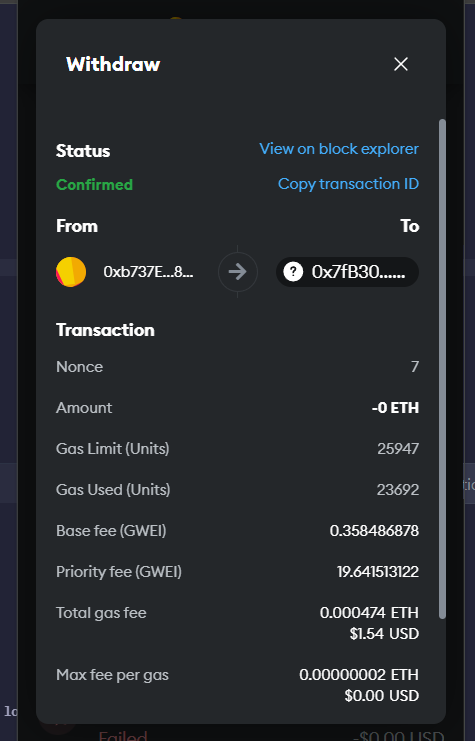 Withdraw
Status
View on block explorer
Confirmed
Copy transaction ID
From
To
0xb737E...8...
0x7fB30......
Transaction
Nonce
7
Amount
-0 ETH
Gas Limit (Units)
25947
Gas Used (Units)
23692
Base fee (GWEI)
0.358486878
Priority fee (GWEI)
19.641513122
Total gas fee
0.000474 ETH
$1.54 USD
Max fee per gas
0.00000002 ETH
$0.00 USD
Failed
-$0.00 USD